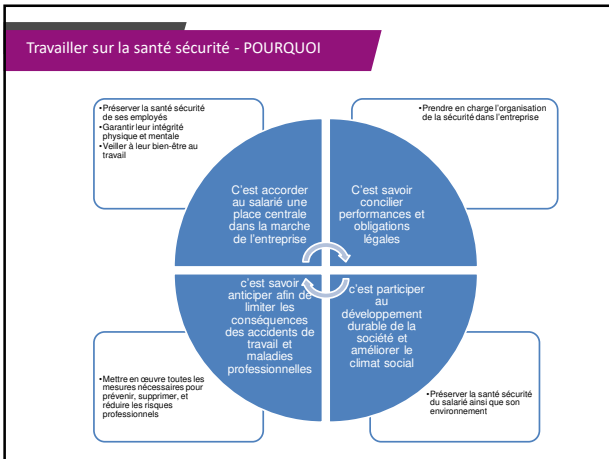 Travailler sur la santé sécurité - POURQUOI
•Préserver la santé sécurité
de ses employés
•Garantir leur intégrité
physique et mentale
•Veiller à leur bien-être au
travail
•Prendre en charge l'organisation
de la sécurité dans l'entreprise
C'est accorder
au salarié une
place centrale
dans la marche
de l'entreprise
C'est savoir
concilier
performances et
obligations
légales
c'est savoir
anticiper afin de
limiter les
conséquences
des accidents de
travail et
maladies
professionnelles
c'est participer
au
développement
durable de la
société et
améliorer le
climat social
•Mettre en œuvre toutes les
mesures nécessaires pour
prévenir, supprimer, et
réduire les risques
professionnels
•Préserver la santé sécurité
du salarié ainsi que son
environnement